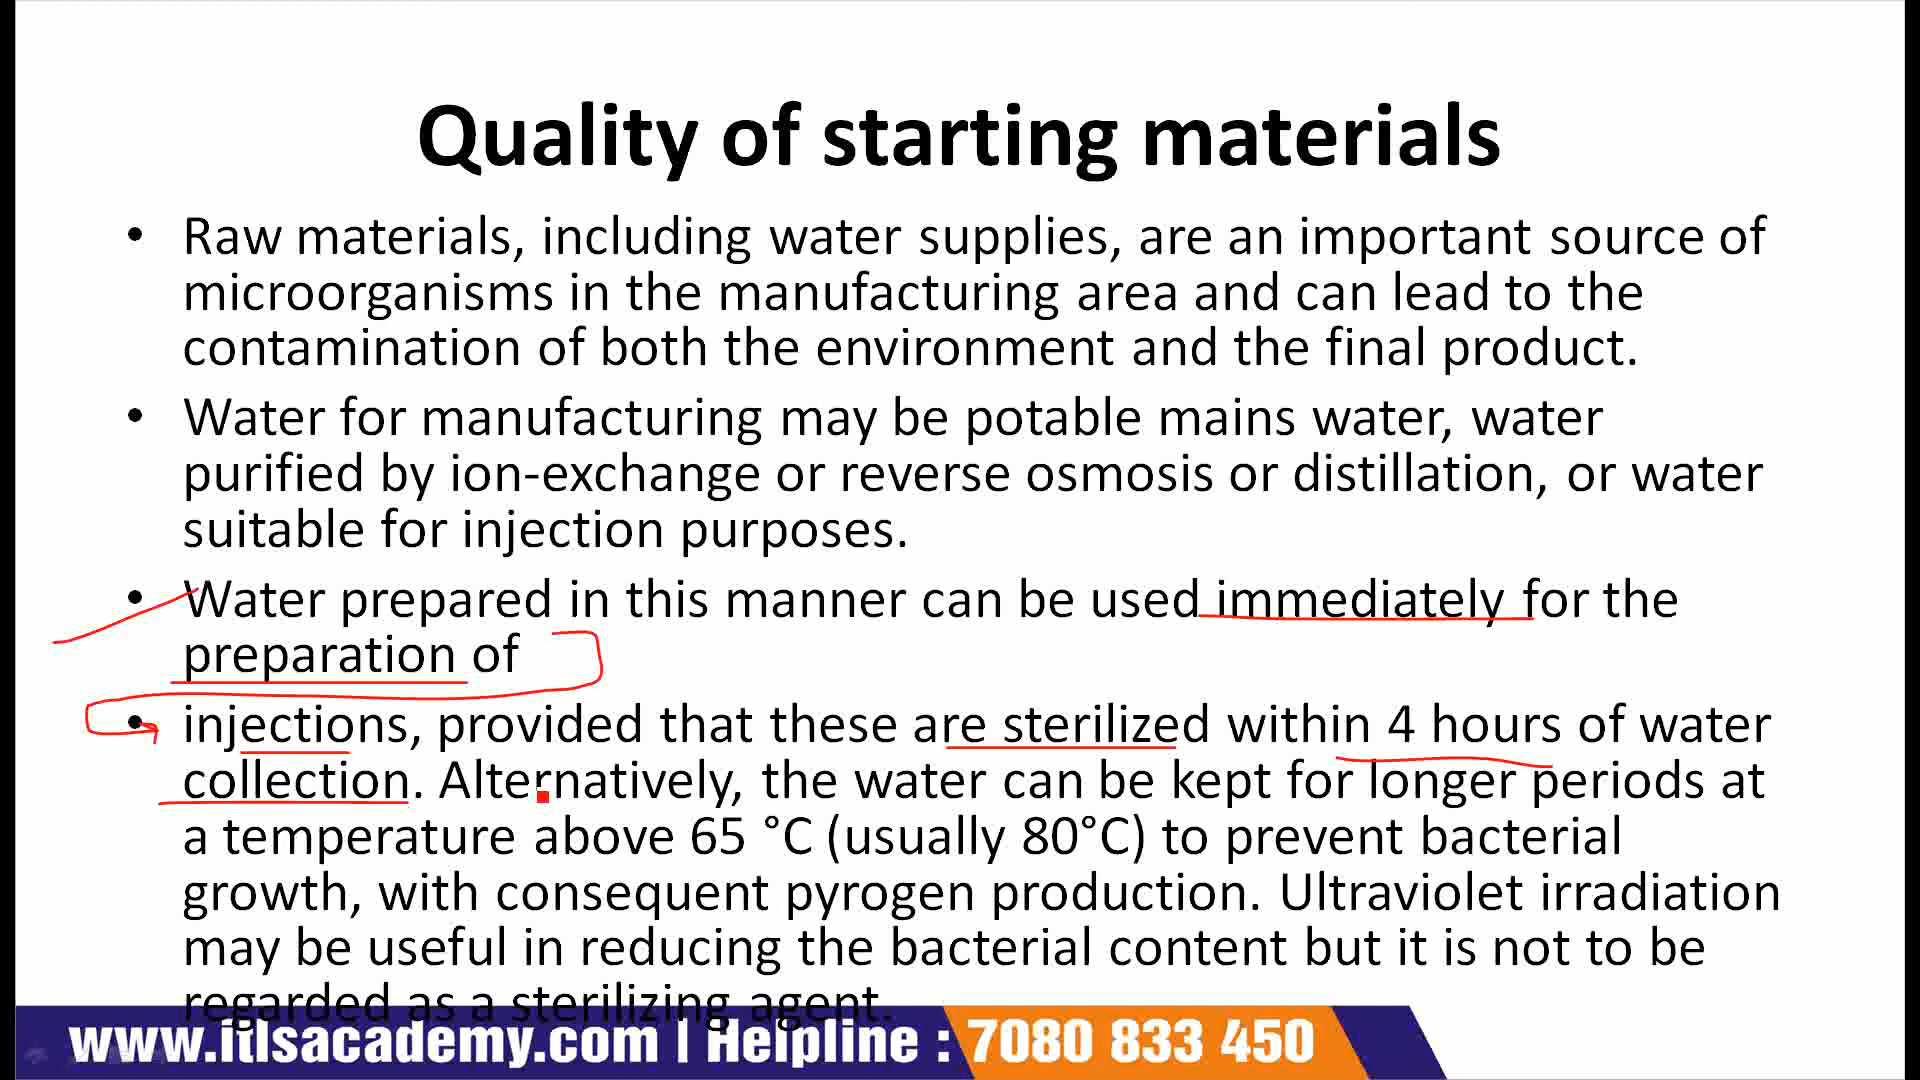 Quality of starting materials
• Raw materials, including water supplies, are an important source of
microorganisms in the manufacturing area and can lead to the
contamination of both the environment and the final product.
• Water for manufacturing may be potable mains water, water
purified by ion-exchange or reverse osmosis or distillation, or water
suitable for injection purposes.
• Water prepared in this manner can be used immediately for the
preparation of
• injections, provided that these are sterilized within 4 hours of water
collection. Alternatively, the water can be kept for longer periods at
a temperature above 65 °C (usually 80°C) to prevent bacterial
growth, with consequent pyrogen production. Ultraviolet irradiation
may be useful in reducing the bacterial content but it is not to be
regarded as a sterilizing agent.
www.itlsacademy.com | Helpline : 7080 833 450